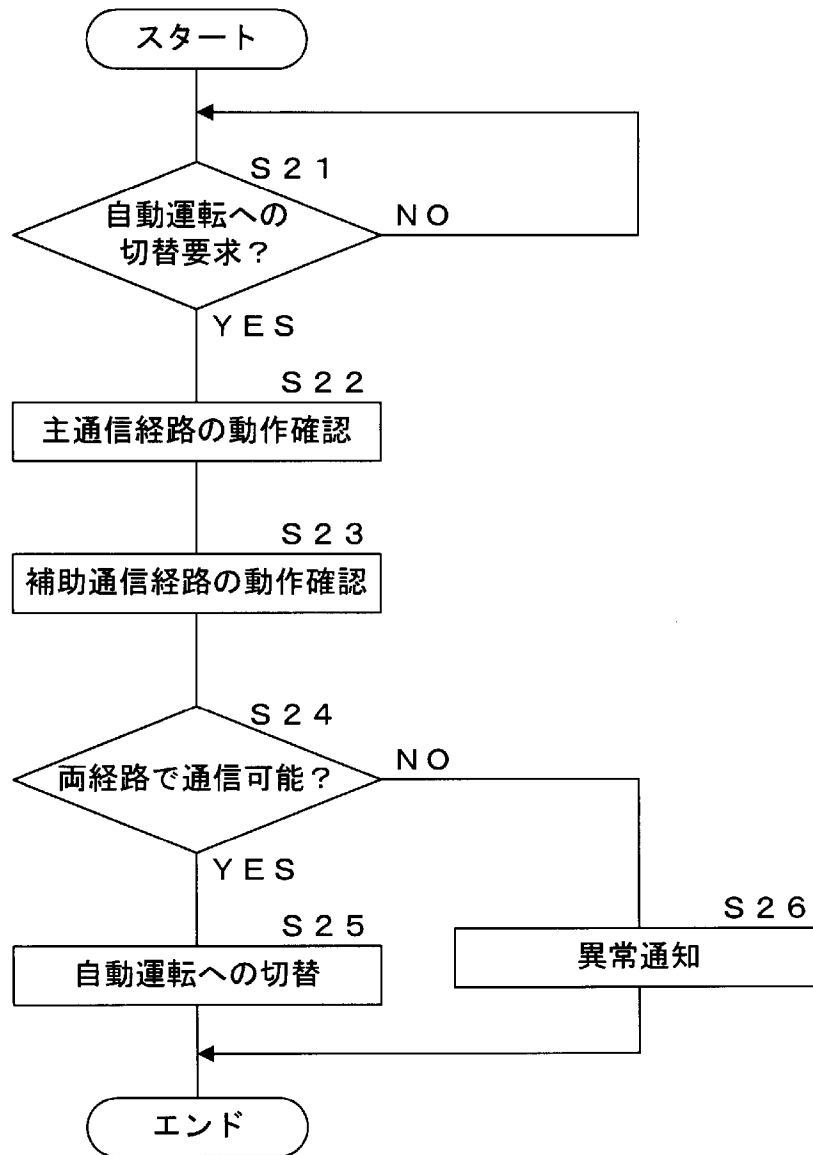 スタート
S21
自動運転への
切替要求?
NO
YES
S22
主通信経路の動作確認
S23
補助通信経路の動作確認
S24
両経路で通信可能?
NO
YES
S25
自動運転への切替
S26
異常通知
エンド